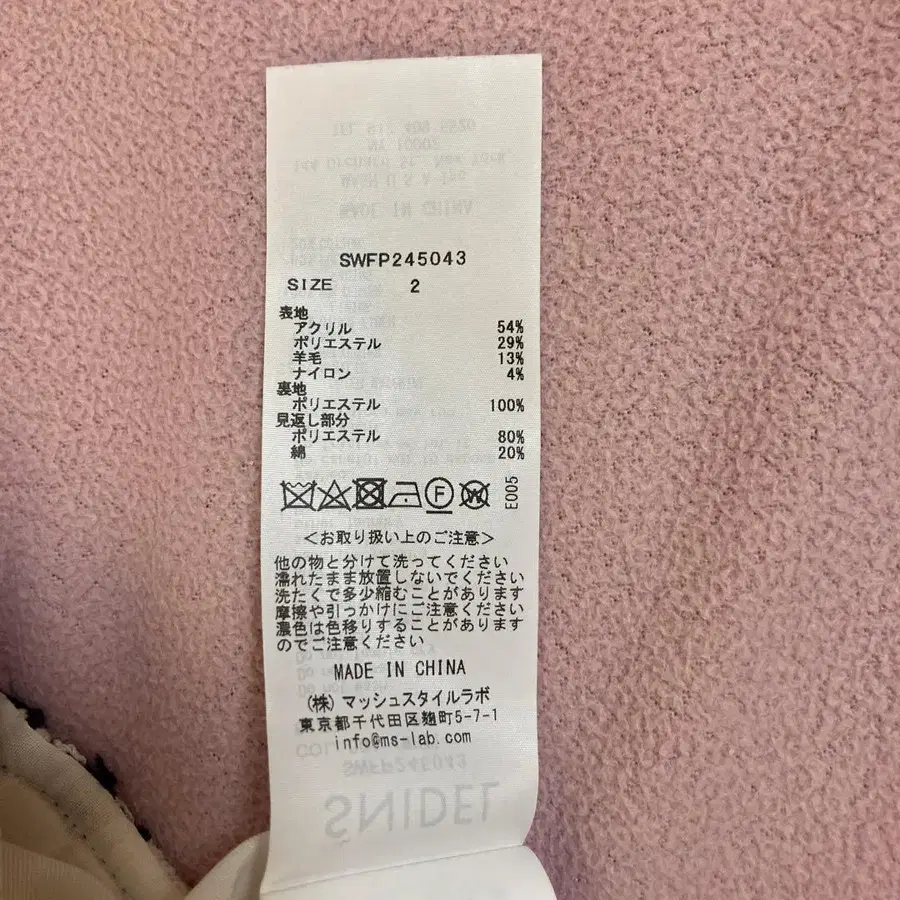 SWFP245043
SIZE 2
表地
アクリル 54%
ポリエステル 29%
羊毛 13%
ナイロン 4%
裏地
ポリエステル 100%
見返し部分
ポリエステル 80%
綿 20%
F W E005
<お取り扱い上のご注意>
他の物と分けて洗ってください
濡れたまま放置しないでください
洗たくで多少縮むことがあります
摩擦や引っかけにご注意ください
濃色は色移りすることがあります
のでご注意ください
MADE IN CHINA
(株) マッシュスタイルラボ
東京都千代田区麹町5-7-1
info@ms-lab.com
SWFP245043
SNIDEL